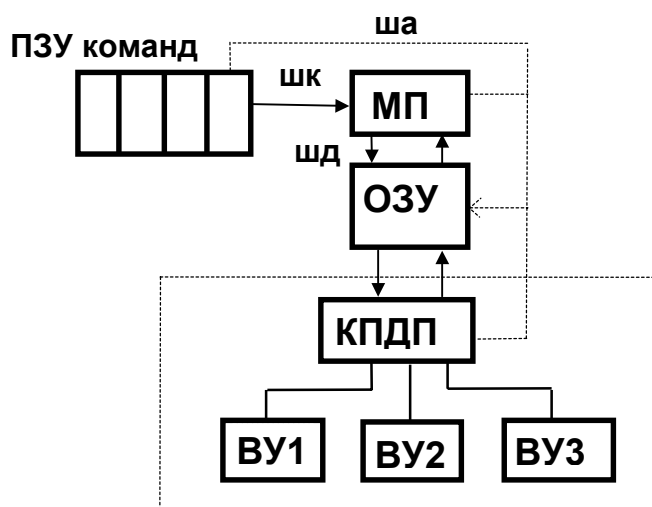 ша
ПЗУ команд
шк
МП
шд
ОЗУ
КПДП
ВУ1
ВУ2
ВУ3